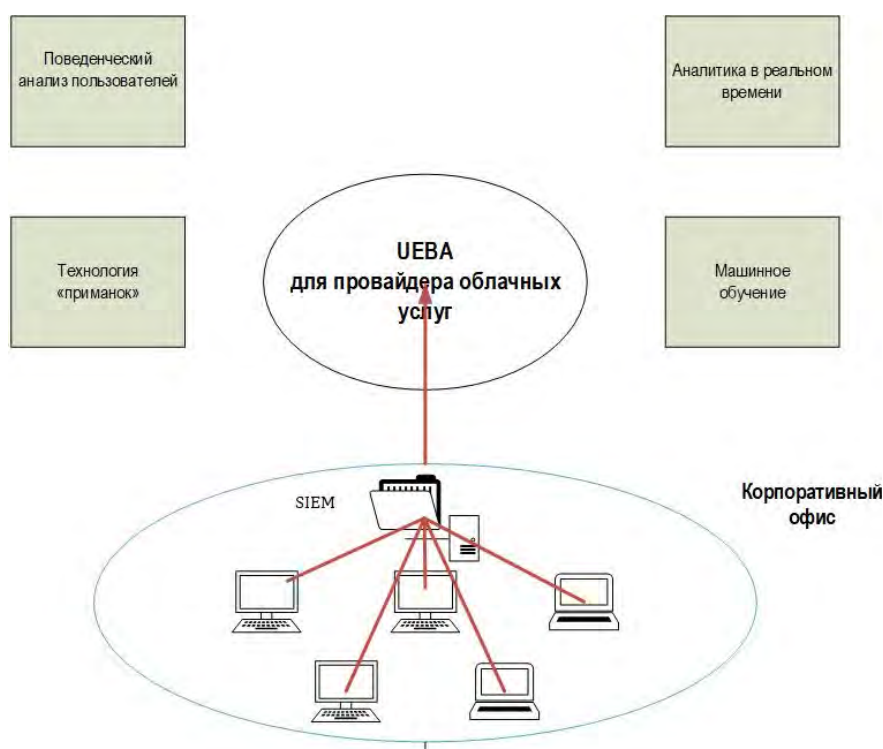 Поведенческий
анализ пользователей
Аналитика в реальном
времени
UEBA
для провайдера облачных
услуг
Технология
«приманок»
Машинное
обучение
SIEM
Корпоративный
офис